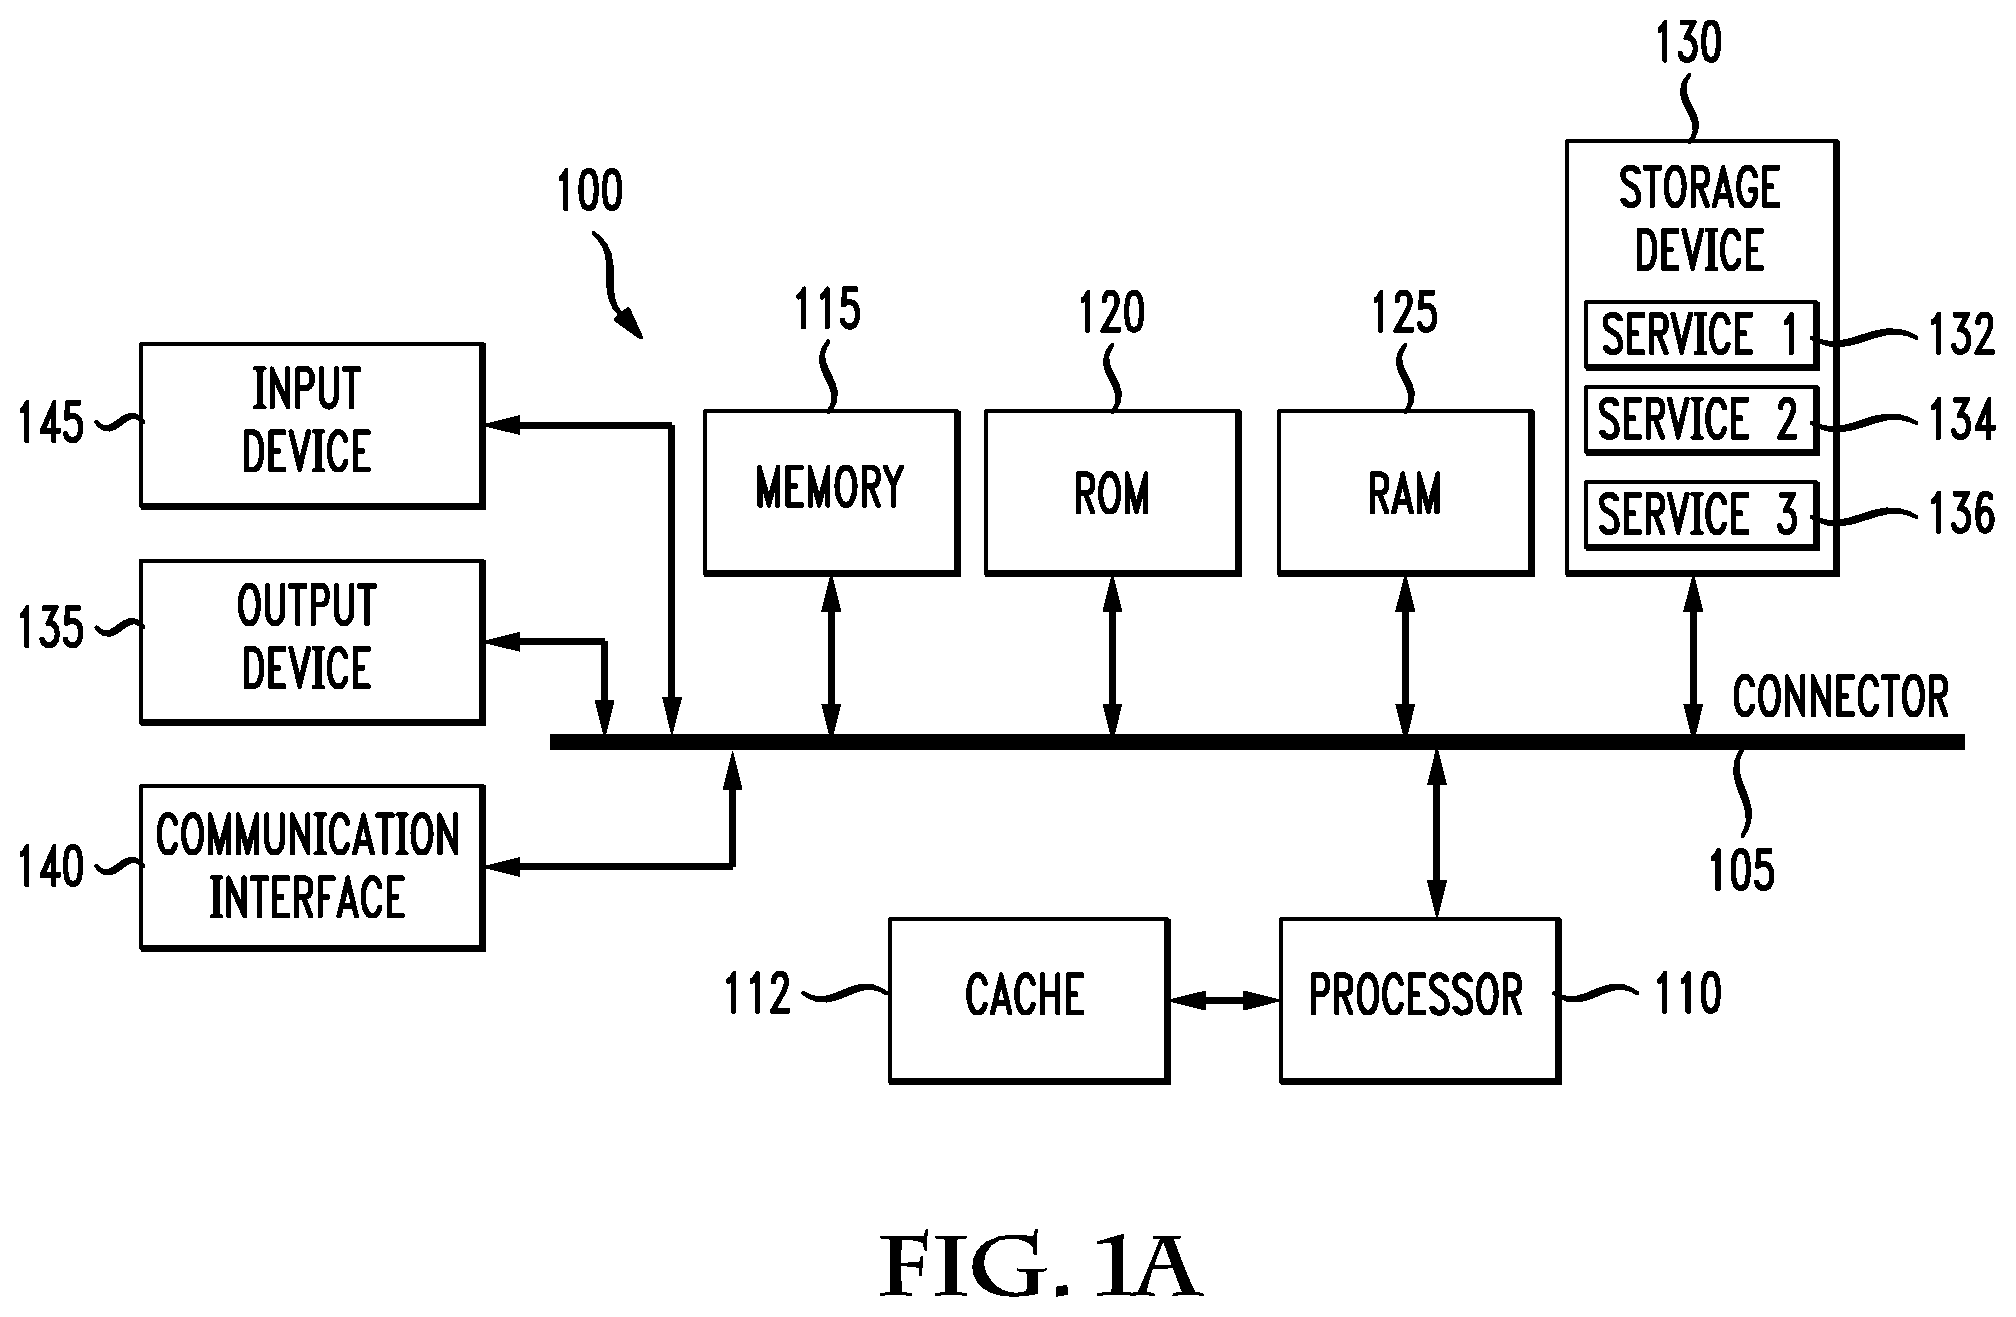 130
STORAGE
DEVICE
100
115
120
125
SERVICE 1
132
INPUT
DEVICE
145
SERVICE 2
134
MEMORY
ROM
RAM
SERVICE 3
136
OUTPUT
DEVICE
135
CONNECTOR
COMMUNICATION
INTERFACE
140
105
112
CACHE
PROCESSOR
110
FIG. 1A